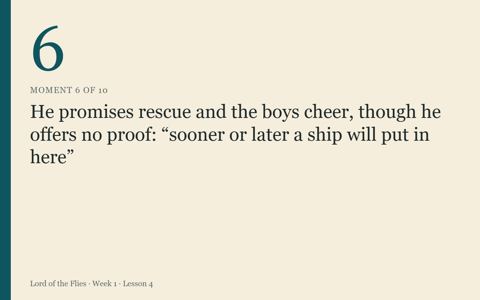 6
MOMENT 6 OF 10
He promises rescue and the boys cheer, though he
offers no proof: “sooner or later a ship will put in
here”
Lord of the Flies · Week 1 · Lesson 4